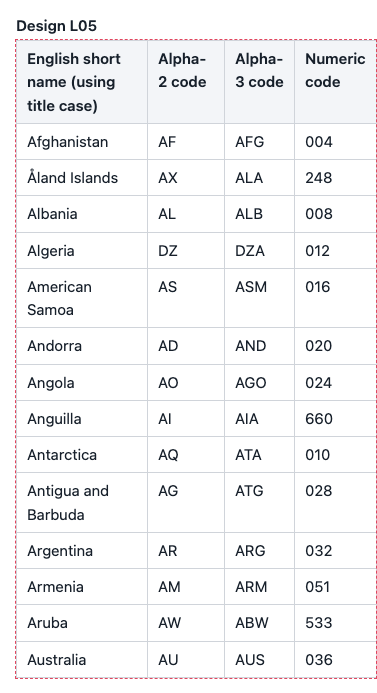 Design L05
English short name (using title case) Alpha-2 code Alpha-3 code Numeric code
Afghanistan AF AFG 004
Åland Islands AX ALA 248
Albania AL ALB 008
Algeria DZ DZA 012
American Samoa AS ASM 016
Andorra AD AND 020
Angola AO AGO 024
Anguilla AI AIA 660
Antarctica AQ ATA 010
Antigua and Barbuda AG ATG 028
Argentina AR ARG 032
Armenia AM ARM 051
Aruba AW ABW 533
Australia AU AUS 036